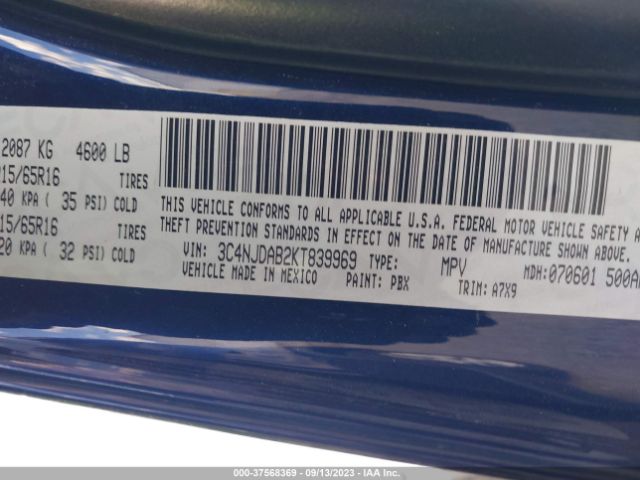 2087 KG 4600 LB
15/65R16 TIRES
40 KPA ( 35 PSI) COLD
15/65R16 TIRES
20 KPA ( 32 PSI) COLD
THIS VEHICLE CONFORMS TO ALL APPLICABLE U.S.A. FEDERAL MOTOR VEHICLE SAFETY A
THEFT PREVENTION STANDARDS IN EFFECT ON THE DATE OF MANUFACTURE SHOWN ABOVE.
VIN: 3C4NJDAB2KT839969 TYPE: MPV MDH:070601 500A
VEHICLE MADE IN MEXICO PAINT: PBX TRIM: A7X9
000-37568369 - 09/13/2023 - IAA Inc.